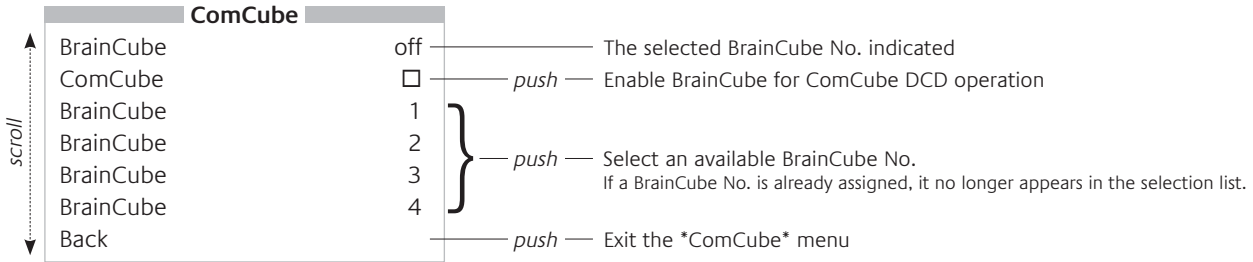 ComCube
BrainCube off The selected BrainCube No. indicated
ComCube push Enable BrainCube for ComCube DCD operation
BrainCube 1
BrainCube 2
push Select an available BrainCube No.
BrainCube 3
If a BrainCube No. is already assigned, it no longer appears in the selection list.
BrainCube 4
Back push Exit the *ComCube* menu
scroll